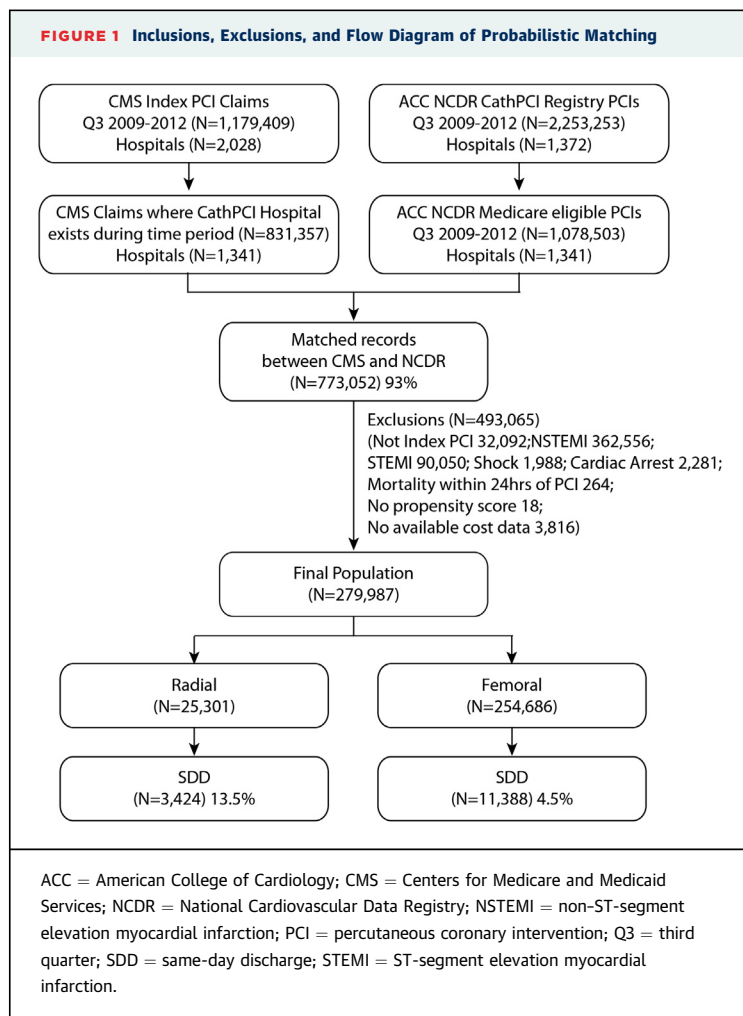 FIGURE 1 Inclusions, Exclusions, and Flow Diagram of Probabilistic Matching
CMS Index PCI Claims
Q3 2009-2012 (N=1,179,409)
Hospitals (N=2,028)
ACC NCDR CathPCI Registry PCIs
Q3 2009-2012 (N=2,253,253)
Hospitals (N=1,372)
CMS Claims where CathPCI Hospital
exists during time period (N=831,357)
Hospitals (N=1,341)
ACC NCDR Medicare eligible PCIs
Q3 2009-2012 (N=1,078,503)
Hospitals (N=1,341)
Matched records
between CMS and NCDR
(N=773,052) 93%
Exclusions (N=493,065)
(Not Index PCI 32,092;NSTEMI 362,556;
STEMI 90,050; Shock 1,988; Cardiac Arrest 2,281;
Mortality within 24hrs of PCI 264;
No propensity score 18;
No available cost data 3,816)
Final Population
(N=279,987)
Radial
(N=25,301)
Femoral
(N=254,686)
SDD
(N=3,424) 13.5%
SDD
(N=11,388) 4.5%
ACC = American College of Cardiology; CMS = Centers for Medicare and Medicaid
Services; NCDR = National Cardiovascular Data Registry; NSTEMI = non–ST-segment
elevation myocardial infarction; PCI = percutaneous coronary intervention; Q3 = third
quarter; SDD = same-day discharge; STEMI = ST-segment elevation myocardial
infarction.